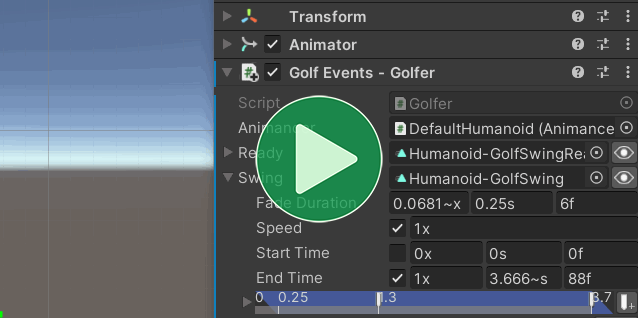 Transform
Animator
Golf Events - Golfer
Script Golfer
Animancer DefaultHumanoid (Animance
Ready Humanoid-GolfSwingRea
Swing Humanoid-GolfSwing
Fade Duration 0.0681~x 0.25s 6f
Speed 1x
Start Time 0x 0s 0f
End Time 1x 3.666~s 88f
0 0.25 1.3 3.7